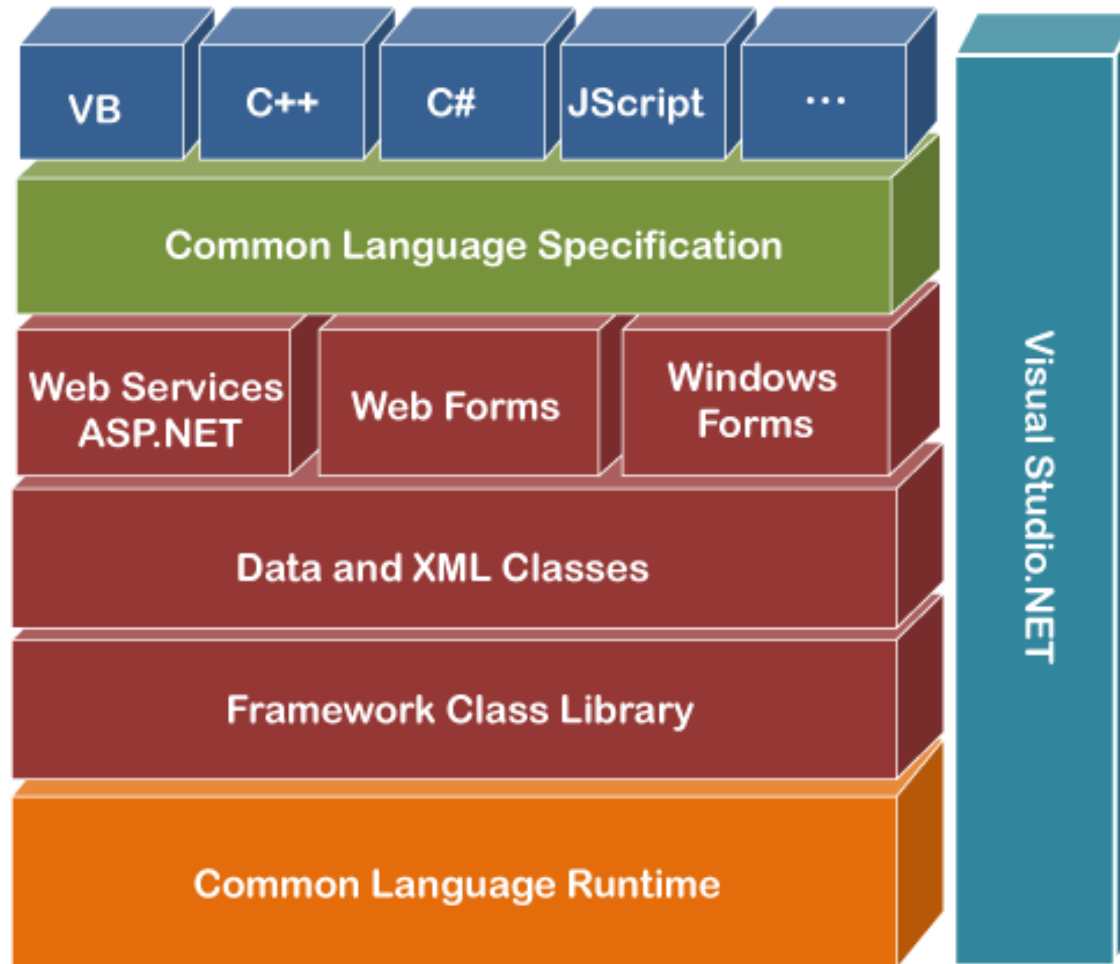 VB
C++
C#
JScript
...
Common Language Specification
Web Services
ASP.NET
Web Forms
Windows
Forms
Data and XML Classes
Framework Class Library
Common Language Runtime
Visual Studio.NET